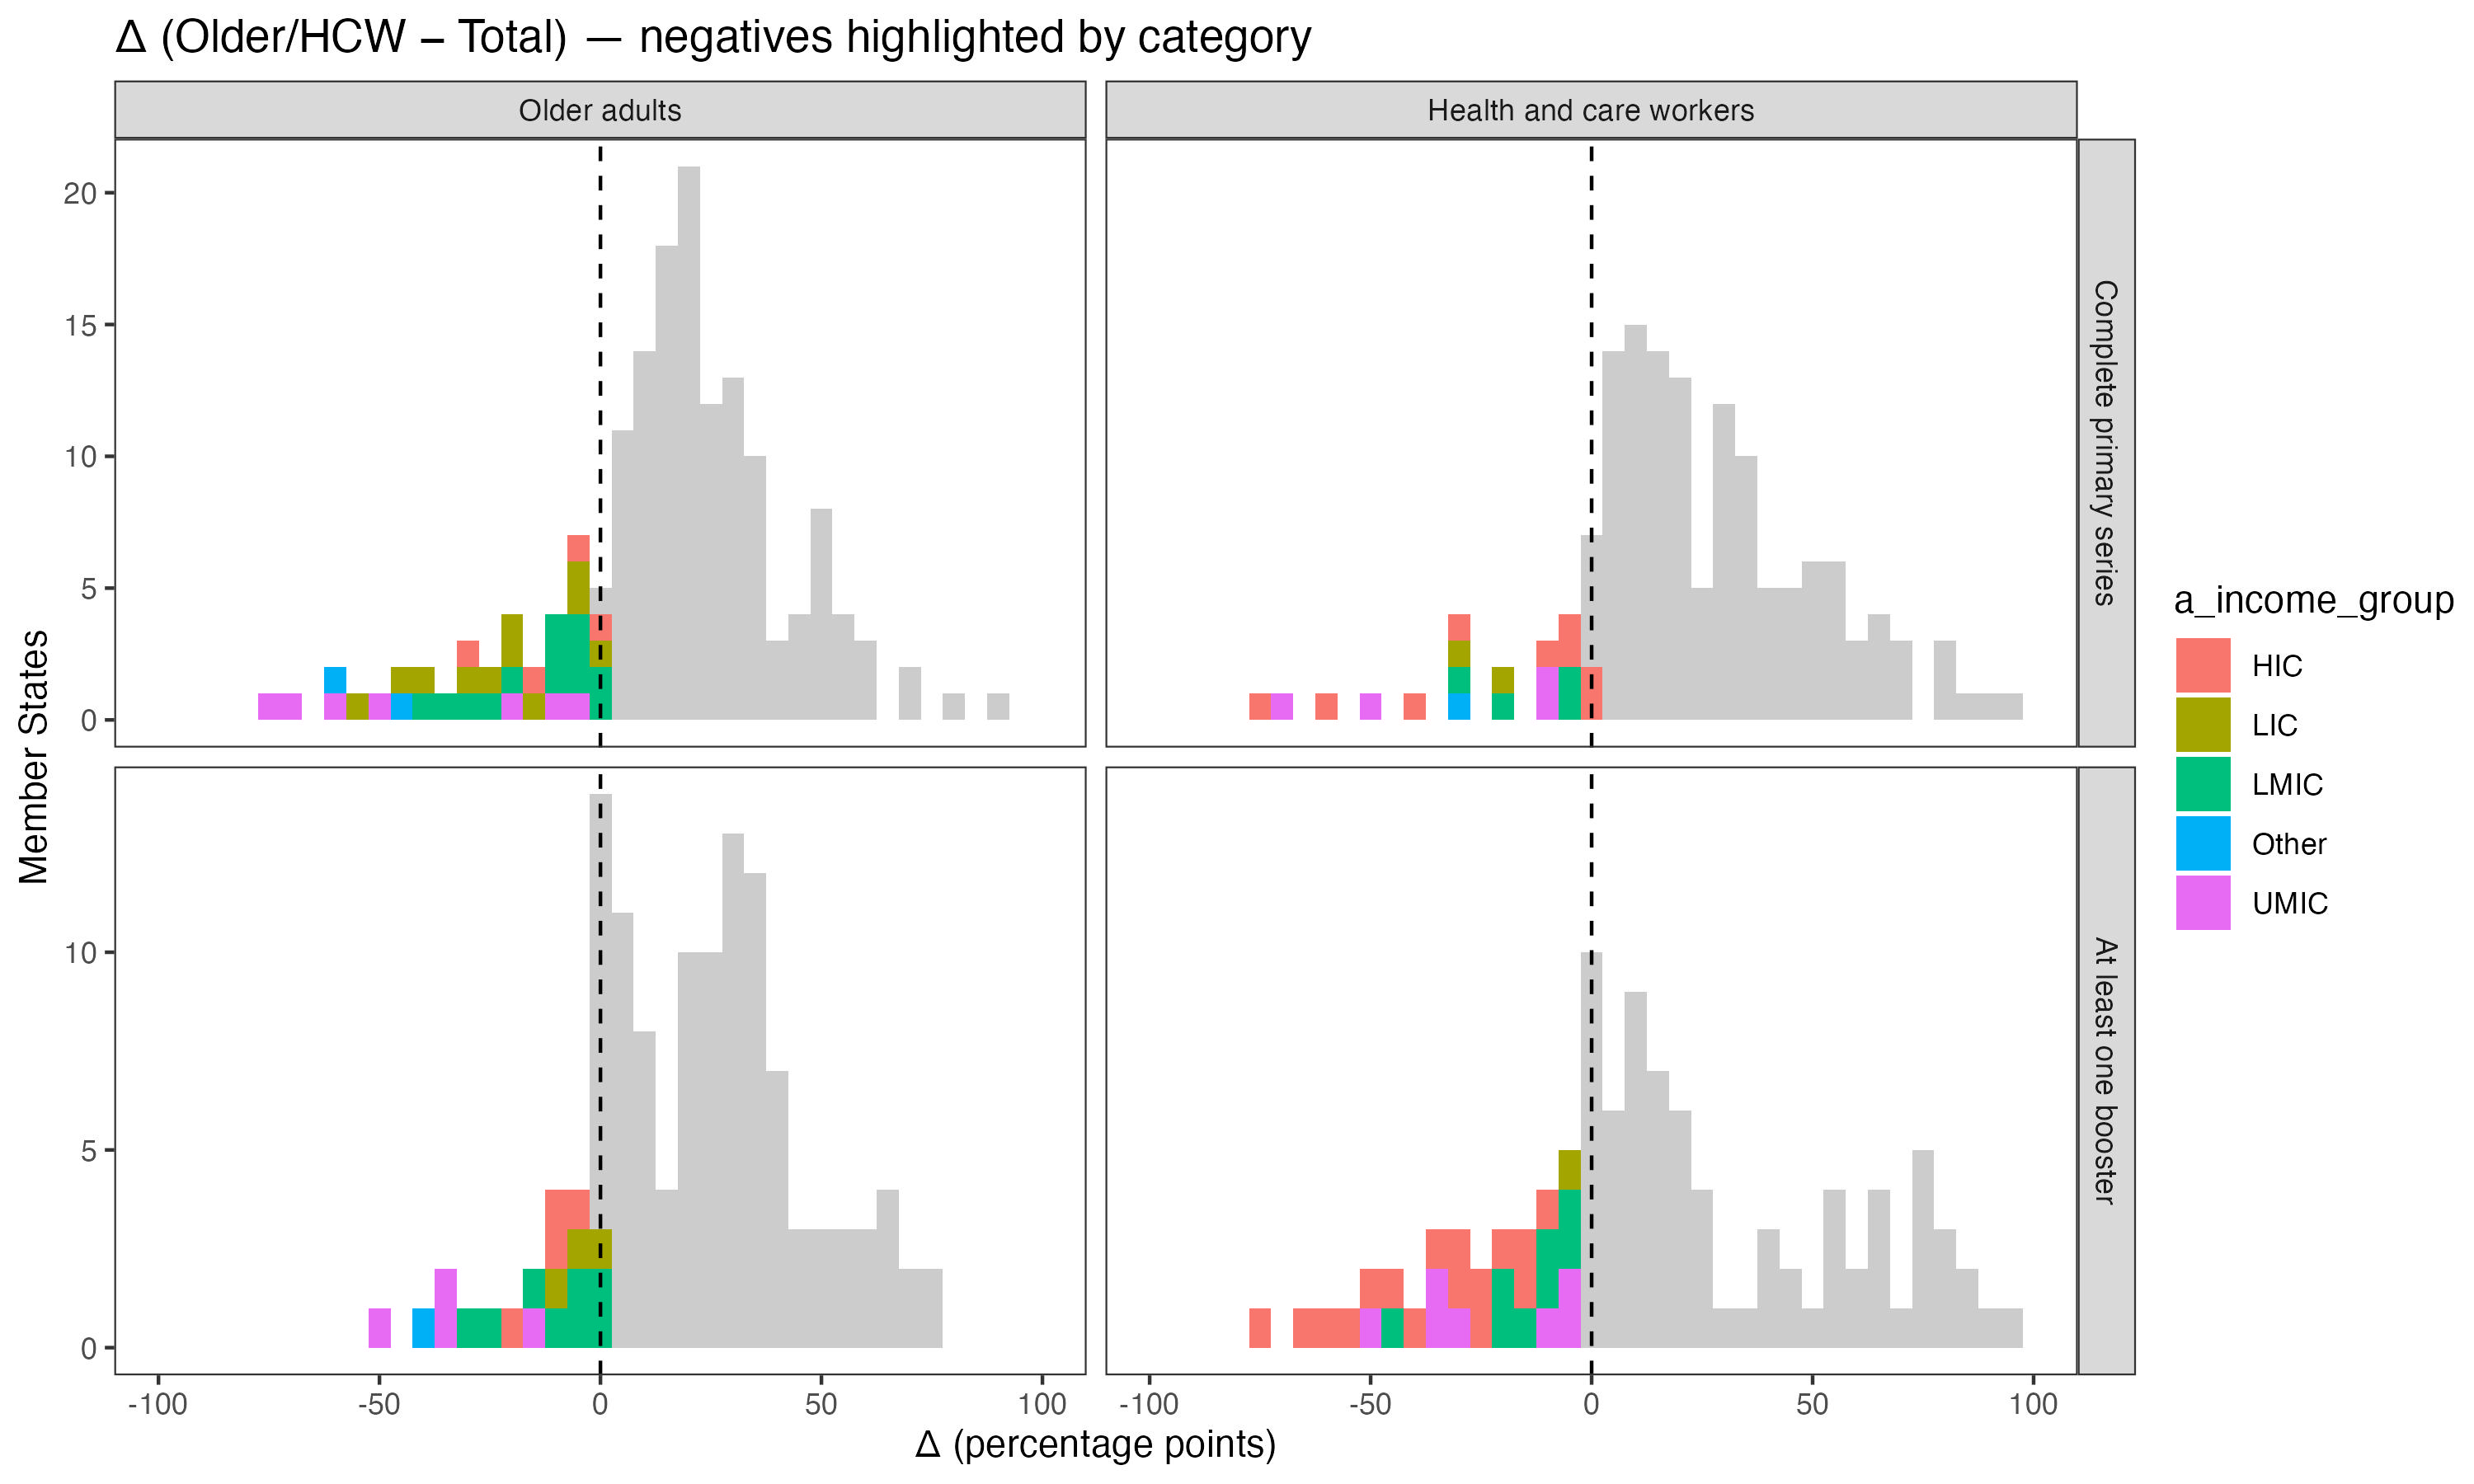 Δ (Older/HCW – Total) — negatives highlighted by category
Older adults
Health and care workers
20
15
10
5
0
Complete primary series
10
5
0
At least one booster
Member States
-100 -50 0 50 100
-100 -50 0 50 100
Δ (percentage points)
a_income_group
HIC
LIC
LMIC
Other
UMIC